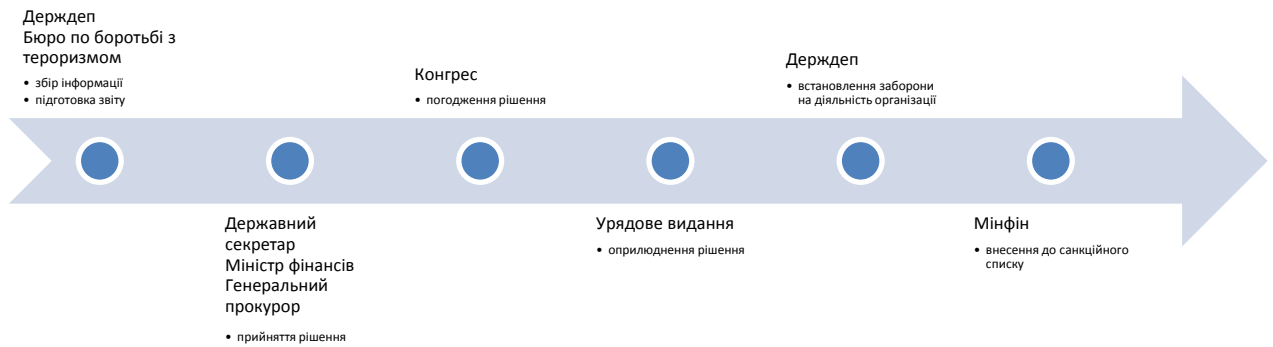 Держдеп
Бюро по боротьбі з
тероризмом
• збір інформації
• підготовка звіту
Державний
секретар
Міністр фінансів
Генеральний
прокурор
• прийняття рішення
Конгрес
• погодження рішення
Урядове видання
• оприлюднення рішення
Держдеп
• встановлення заборони
на діяльність організації
Мінфін
• внесення до санкційного
списку